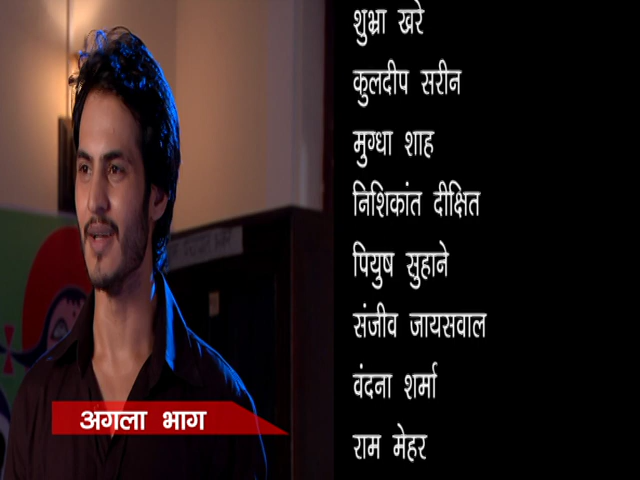 शुभ्रा खरे
कुलदीप सरीन
मुग्धा शाह
निशिकांत दीक्षित
पियुष सुहाने
संजीव जायसवाल
वंदना शर्मा
राम मेहर
अगला भाग